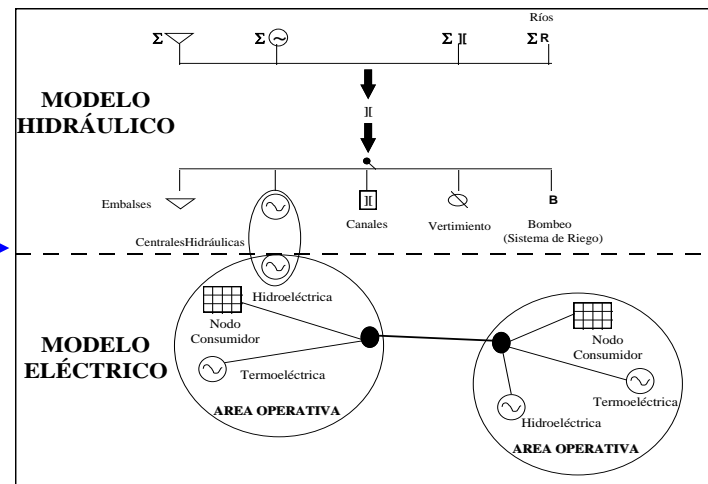 Ríos
Σ Σ Σ ][ Σ R
MODELO
HIDRÁULICO
][
Embalses
][
B
Canales
Vertimiento
Bombeo
(Sistema de Riego)
CentralesHidráulicas
Hidroeléctrica
Nodo
Consumidor
Termoeléctrica
AREA OPERATIVA
MODELO
ELÉCTRICO
Nodo
Consumidor
Termoeléctrica
Hidroeléctrica
AREA OPERATIVA